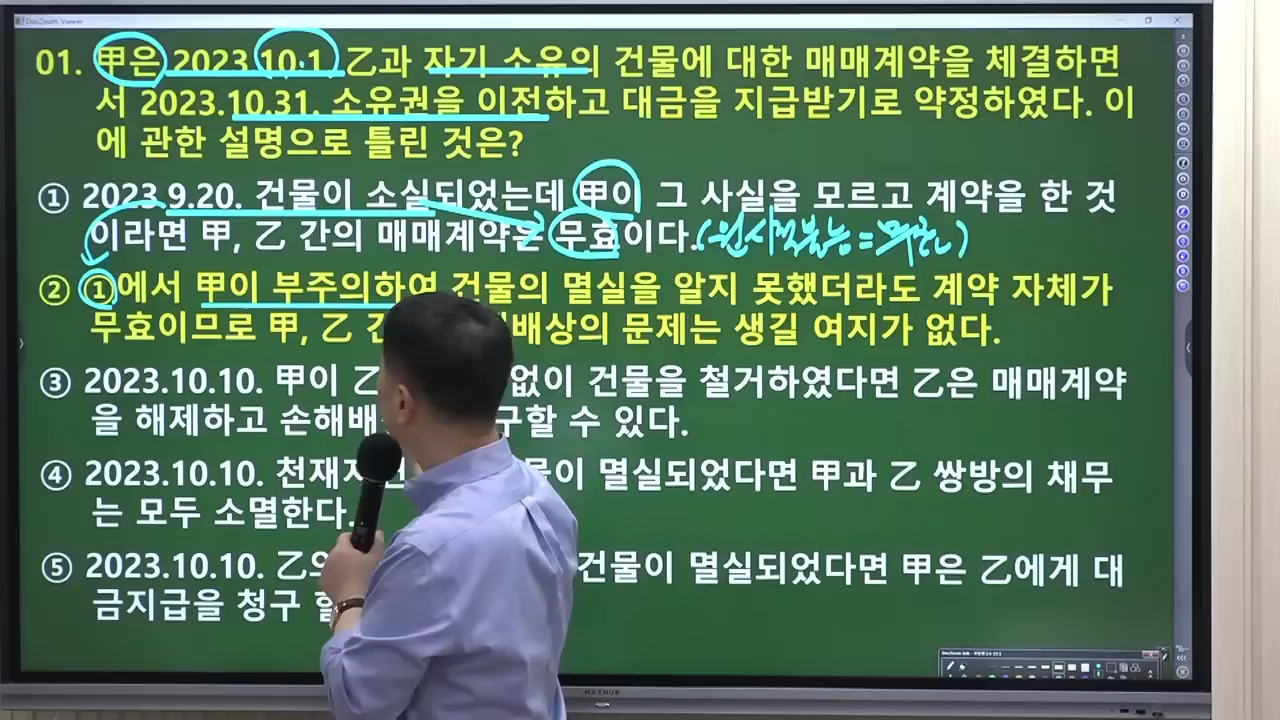 DocZoom Viewer
01. 甲은 2023.10.1. 乙과 자기 소유의 건물에 대한 매매계약을 체결하면
서 2023.10.31. 소유권을 이전하고 대금을 지급받기로 약정하였다. 이
에 관한 설명으로 틀린 것은?
① 2023.9.20. 건물이 소실되었는데 甲이 그 사실을 모르고 계약을 한 것
이라면 甲, 乙 간의 매매계약은 무효이다.(원시적불능=무효)
② ①에서 甲이 부주의하여 건물의 멸실을 알지 못했더라도 계약 자체가
무효이므로 甲, 乙 배상의 문제는 생길 여지가 없다.
③ 2023.10.10. 甲이 乙 없이 건물을 철거하였다면 乙은 매매계약
을 해제하고 손해배 구할 수 있다.
④ 2023.10.10. 천재지 멸실되었다면 甲과 乙 쌍방의 채무
는 모두 소멸한다.
⑤ 2023.10.10. 乙의 건물이 멸실되었다면 甲은 乙에게 대
금지급을 청구 할
MAXHUB